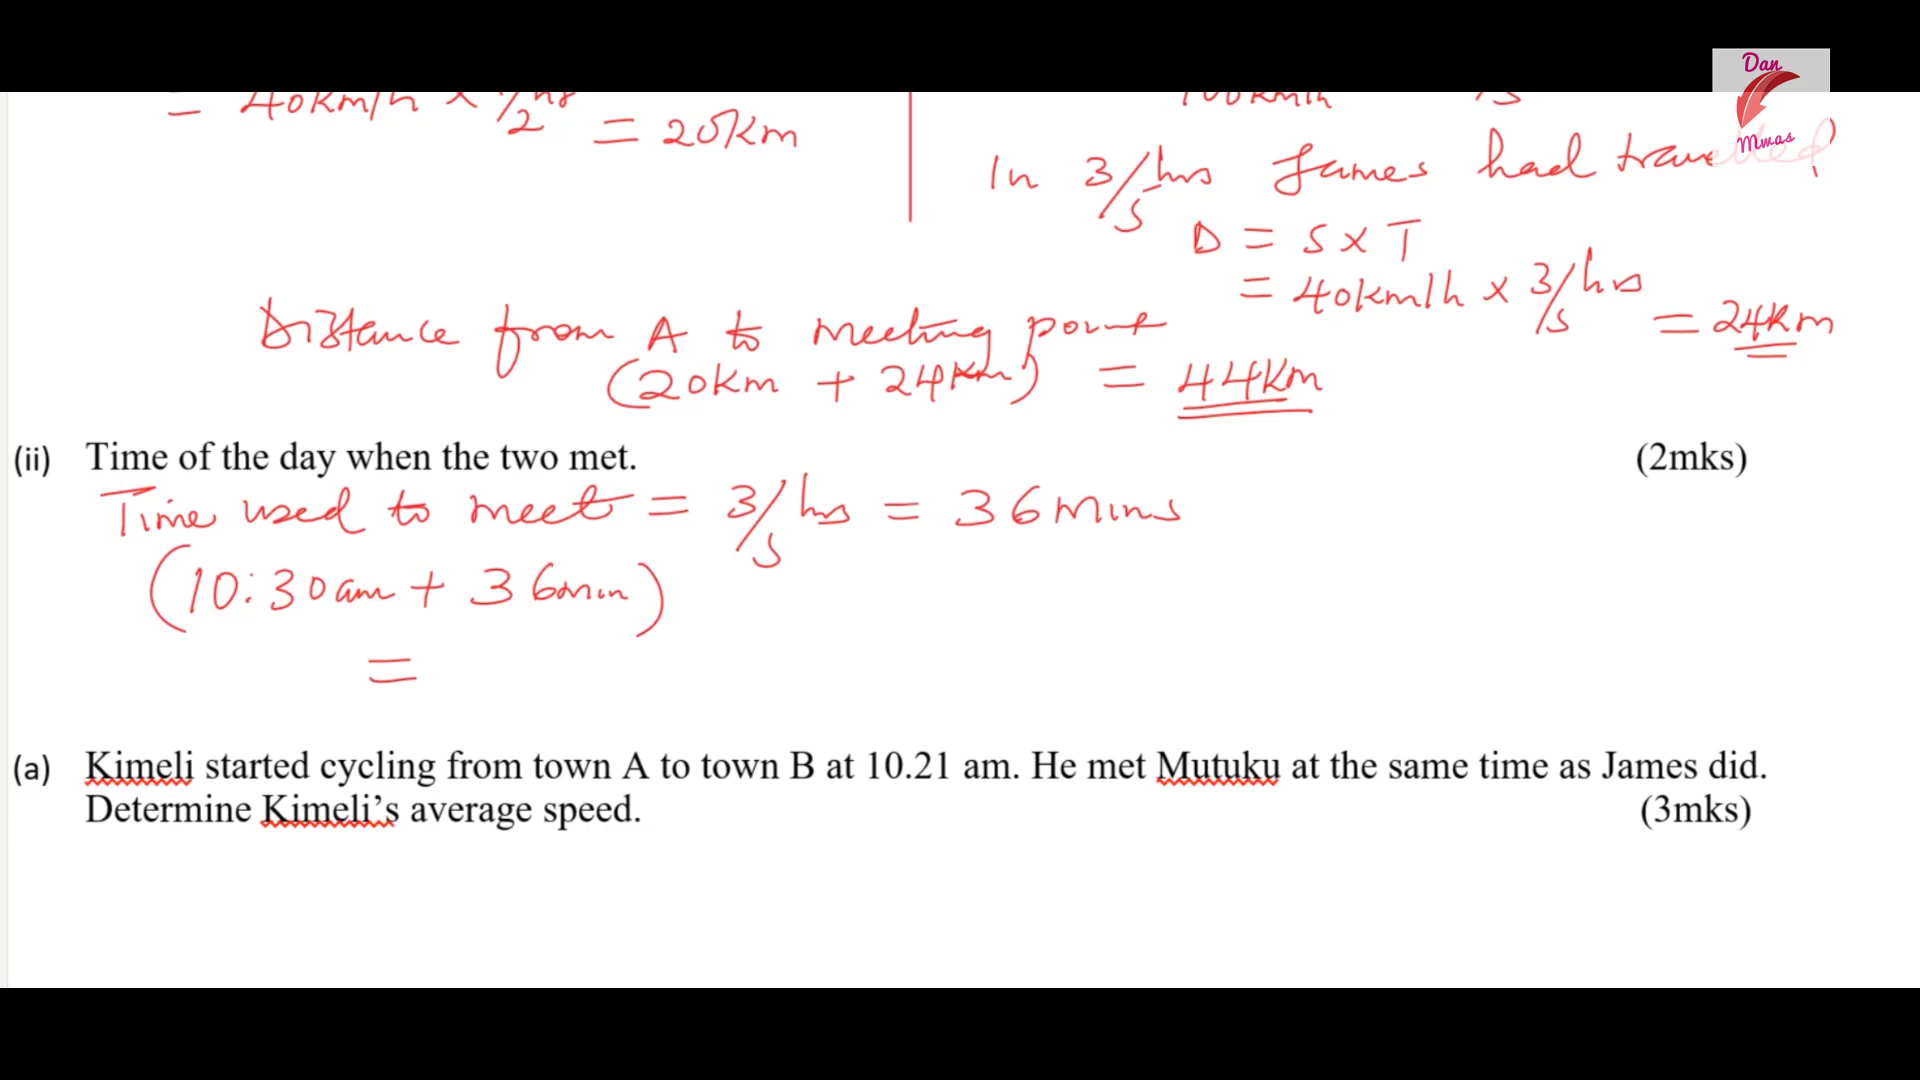 Dan
Mwas
= 40km/h × 1/2 hr = 20km
100km/h
In 3/5 hrs James had travelled
D = S × T
= 40km/h × 3/5 hrs = 24km
Distance from A to meeting point
(20km + 24km) = 44km
(ii) Time of the day when the two met. (2mks)
Time used to meet = 3/5 hrs = 36mins
(10:30am + 36min)
=
(a) Kimeli started cycling from town A to town B at 10.21 am. He met Mutuku at the same time as James did.
Determine Kimeli’s average speed. (3mks)